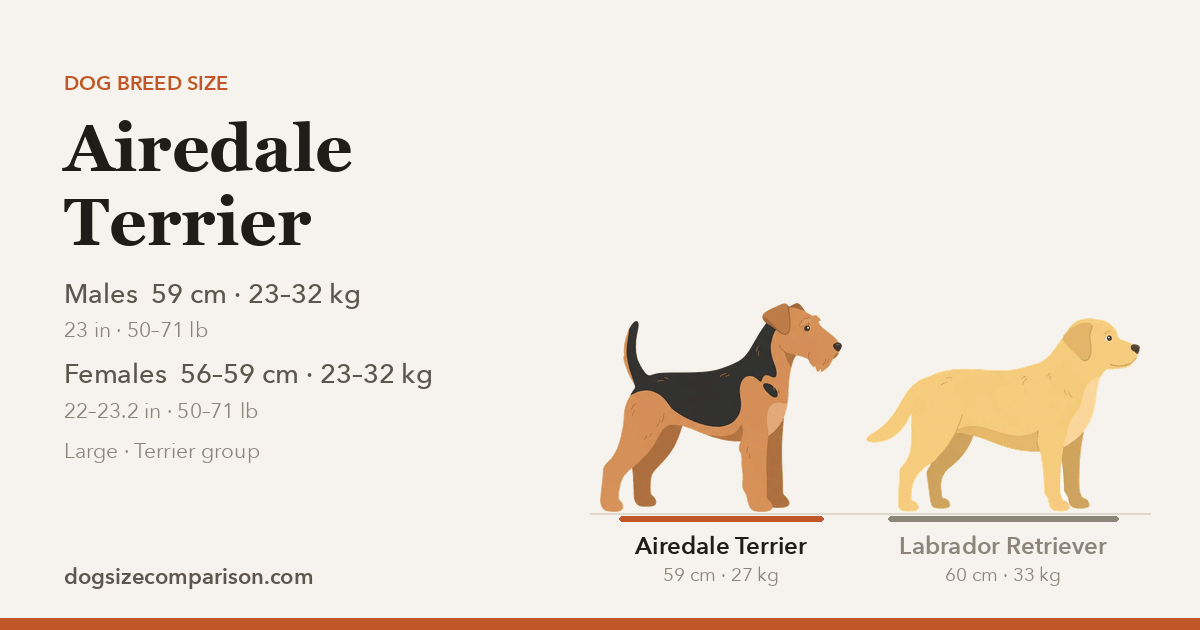 DOG BREED SIZE
Airedale
Terrier
Males 59 cm · 23–32 kg
23 in · 50–71 lb
Females 56–59 cm · 23–32 kg
22–23.2 in · 50–71 lb
Large · Terrier group
dogsizecomparison.com
Airedale Terrier
59 cm · 27 kg
Labrador Retriever
60 cm · 33 kg